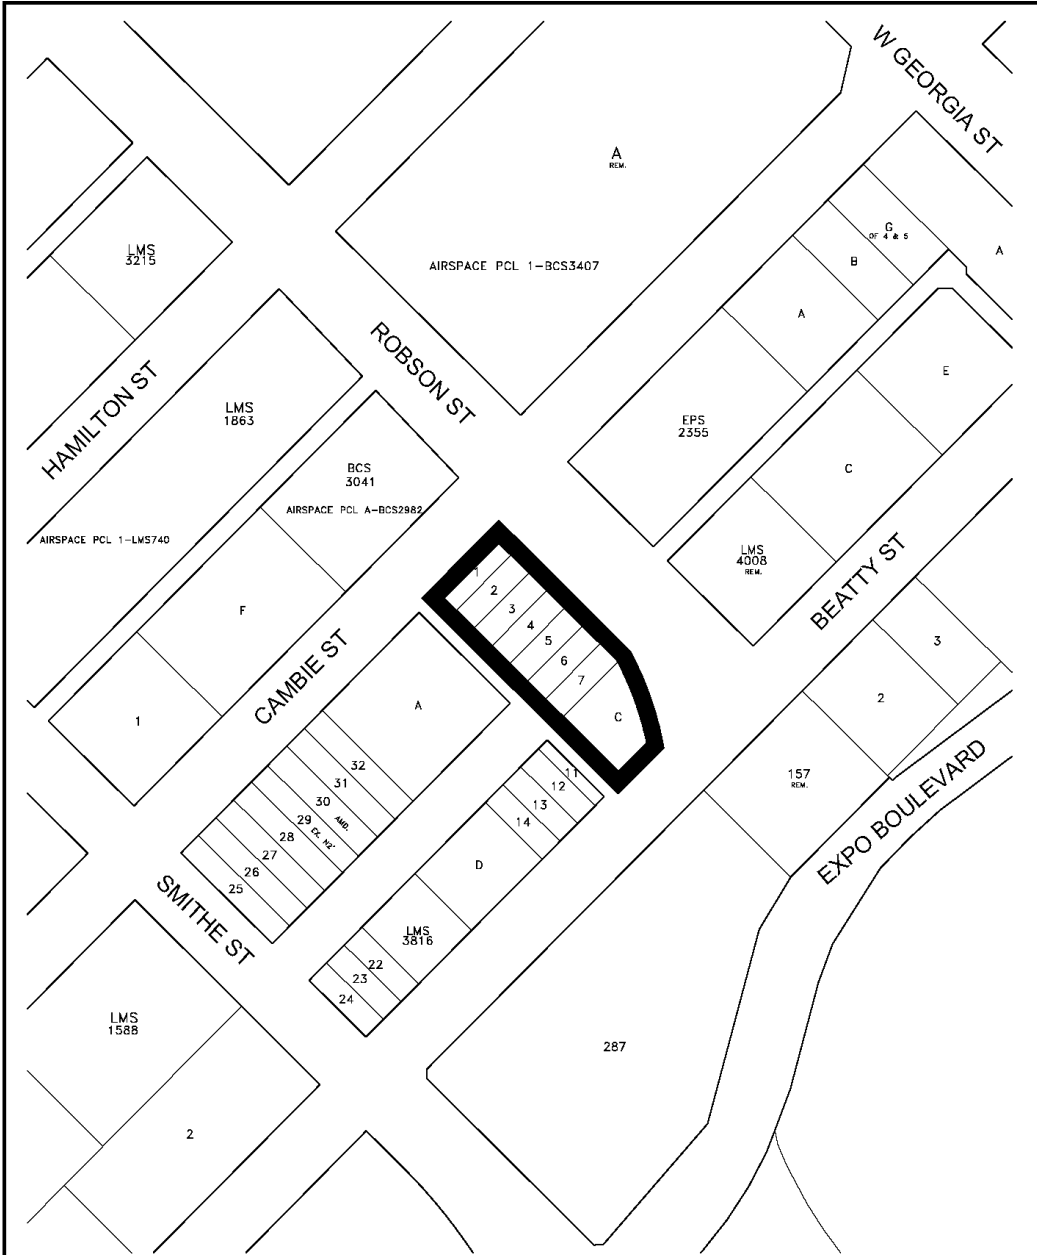 W GEORGIA ST
A
REM.
LMS
3215
G
OF 4 & 5
A
B
AIRSPACE PCL 1-BCS3407
A
ROBSON ST
E
HAMILTON ST
LMS
1863
EPS
2355
BCS
3041
C
AIRSPACE PCL A-BCS2982
AIRSPACE PCL 1-LMS740
LMS
4008
REM.
BEATTY ST
1
2
3
4
5
6
7
C
F
3
2
CAMBIE ST
A
1
157
REM.
EXPO BOULEVARD
32
31
30
AMD.
29
EX. N2'
28
27
26
25
11
12
13
14
D
SMITHE ST
LMS
3816
22
23
24
LMS
1588
287
2